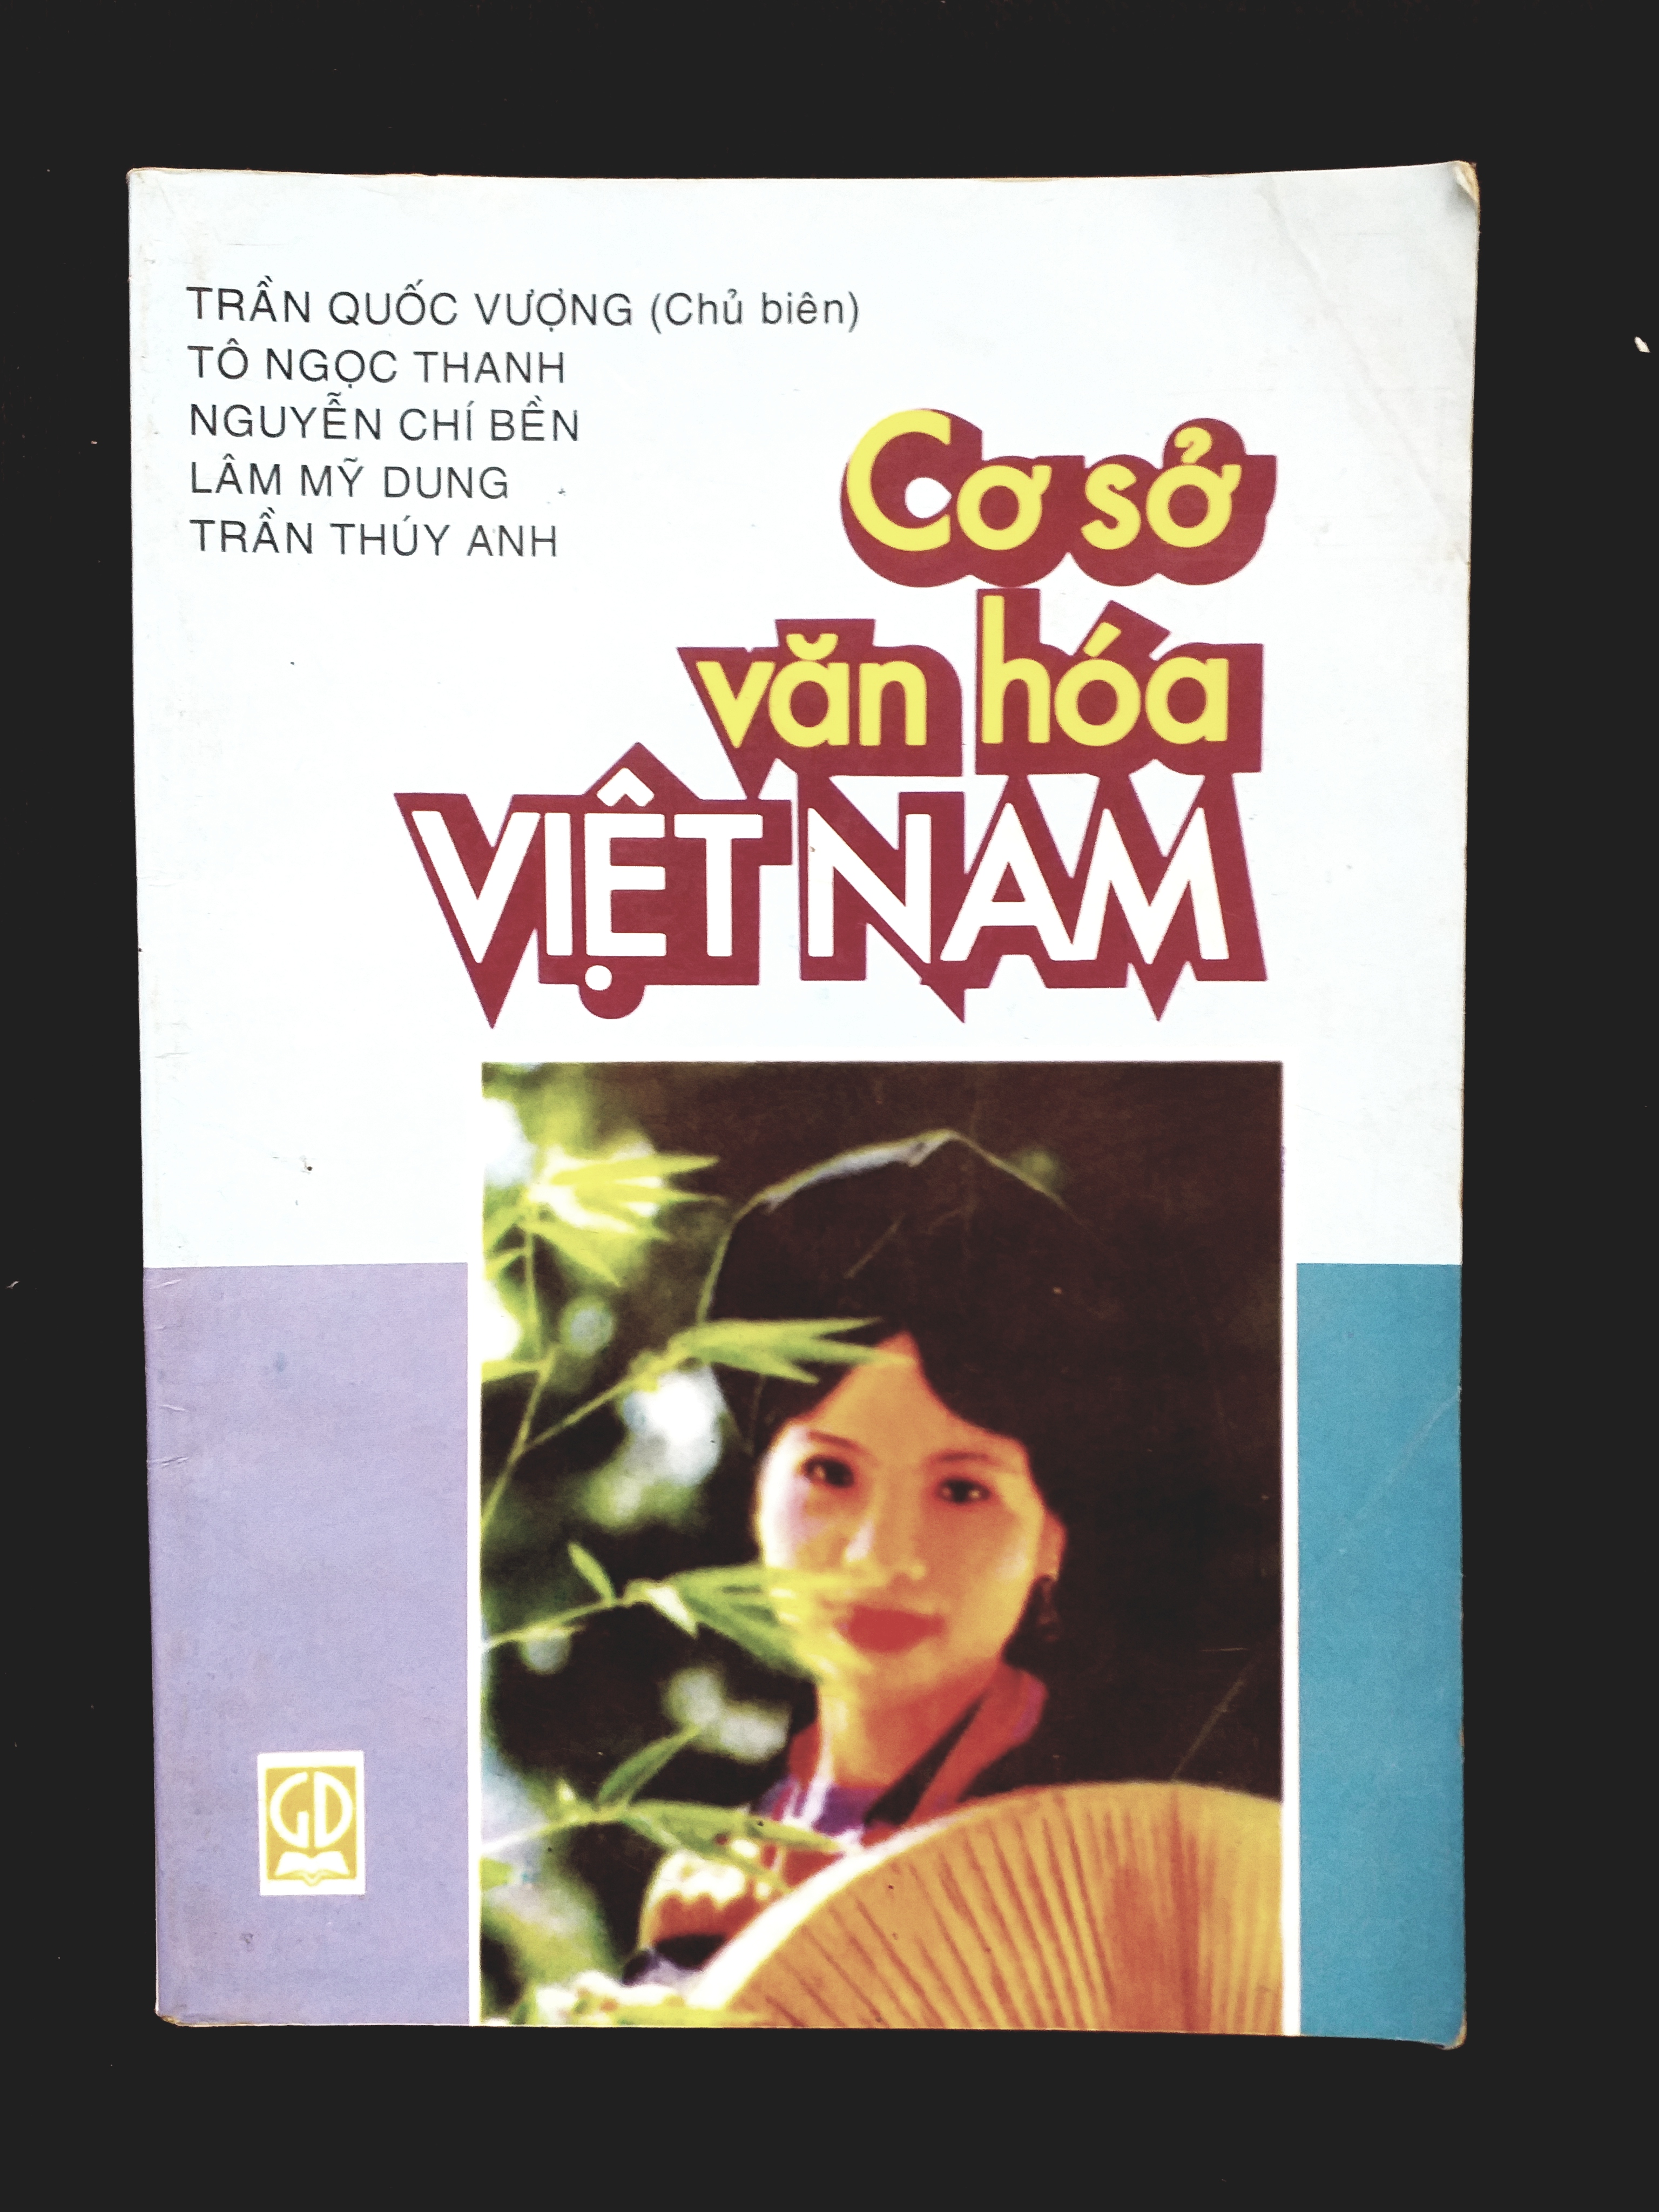 TRẦN QUỐC VƯỢNG (Chủ biên)
TÔ NGỌC THANH
NGUYỄN CHÍ BỀN
LÂM MỸ DUNG
TRẦN THÚY ANH
Cơ sở
văn hóa
VIỆT NAM
GD